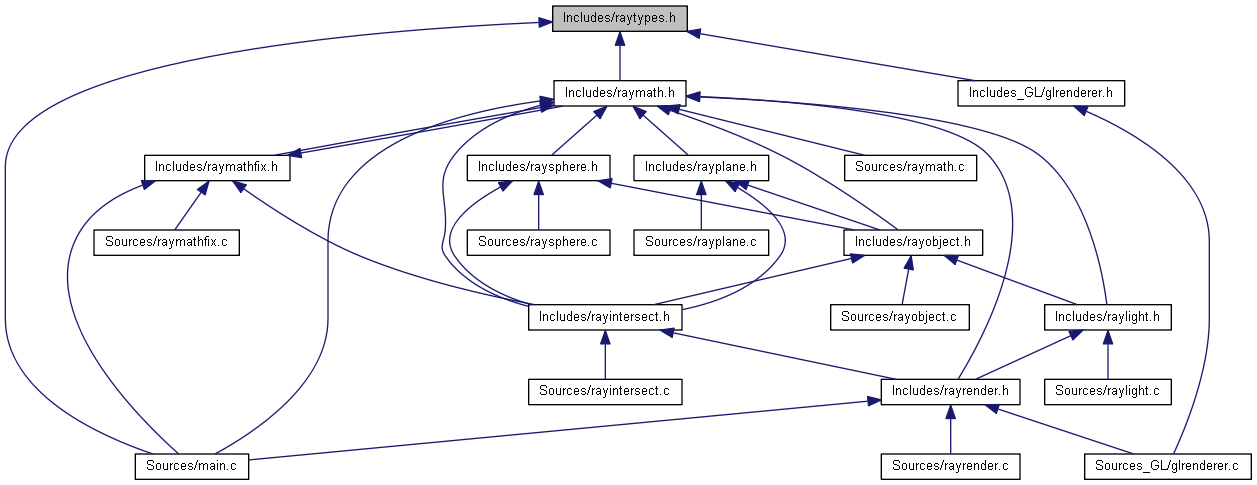 Includes/raytypes.h
Includes/raymath.h
Includes_GL/glrenderer.h
Includes/raymathfix.h
Includes/raysphere.h
Includes/rayplane.h
Sources/raymath.c
Sources/raymathfix.c
Sources/raysphere.c
Sources/rayplane.c
Includes/rayobject.h
Includes/rayintersect.h
Sources/rayobject.c
Includes/raylight.h
Sources/rayintersect.c
Includes/rayrender.h
Sources/raylight.c
Sources/main.c
Sources/rayrender.c
Sources_GL/glrenderer.c